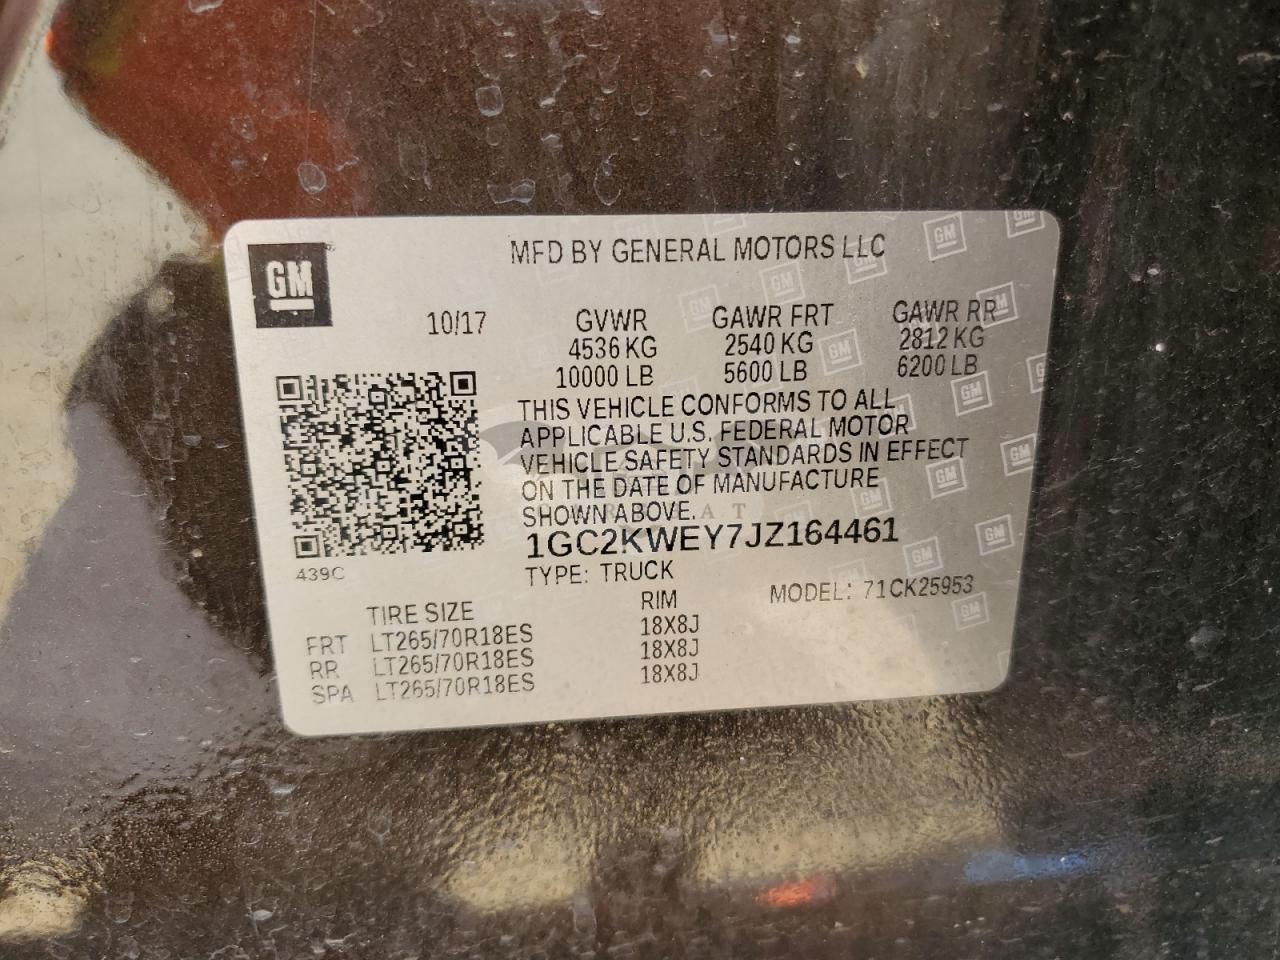 GM
MFD BY GENERAL MOTORS LLC
10/17 GVWR GAWR FRT GAWR RR
4536 KG 2540 KG 2812 KG
10000 LB 5600 LB 6200 LB
THIS VEHICLE CONFORMS TO ALL
APPLICABLE U.S. FEDERAL MOTOR
VEHICLE SAFETY STANDARDS IN EFFECT
ON THE DATE OF MANUFACTURE
SHOWN ABOVE.
1GC2KWEY7JZ164461
439C
TYPE: TRUCK MODEL: 71CK25953
TIRE SIZE RIM
FRT LT265/70R18ES 18X8J
RR LT265/70R18ES 18X8J
SPA LT265/70R18ES 18X8J